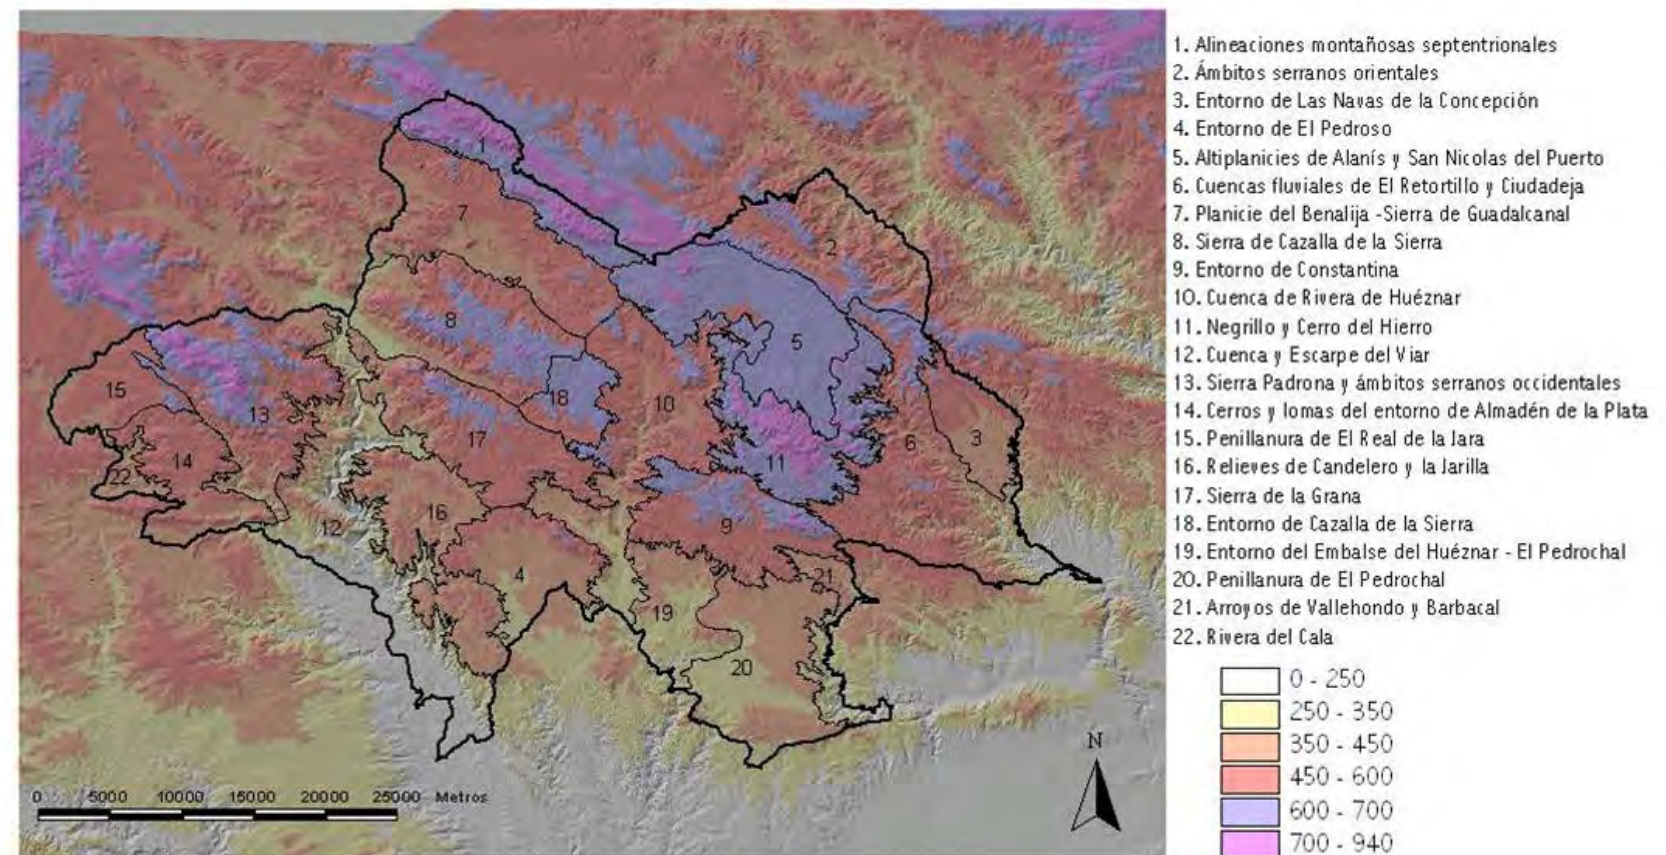 1. Alineaciones montañosas septentrionales
2. Ámbitos serranos orientales
3. Entorno de Las Navas de la Concepción
4. Entorno de El Pedroso
5. Altiplanicies de Alanís y San Nicolas del Puerto
6. Cuencas fluviales de El Retortillo y Ciudadeja
7. Planicie del Benalija -Sierra de Guadalcanal
8. Sierra de Cazalla de la Sierra
9. Entorno de Constantina
10. Cuenca de Rivera de Huéznar
11. Negrillo y Cerro del Hierro
12. Cuenca y Escarpe del Viar
13. Sierra Padrona y ámbitos serranos occidentales
14. Cerros y lomas del entorno de Almadén de la Plata
15. Penillanura de El Real de la Jara
16. Relieves de Candelero y la Jarilla
17. Sierra de la Grana
18. Entorno de Cazalla de la Sierra
19. Entorno del Embalse del Huéznar - El Pedrochal
20. Penillanura de El Pedrochal
21. Arroyos de Vallehondo y Barbacal
22. Rivera del Cala
0 - 250
250 - 350
350 - 450
450 - 600
600 - 700
700 - 940
1
7
2
8
5
15
18
13
10
17
6
3
14
11
22
16
12
9
4
21
19
20
N
0 5000 10000 15000 20000 25000 Metros